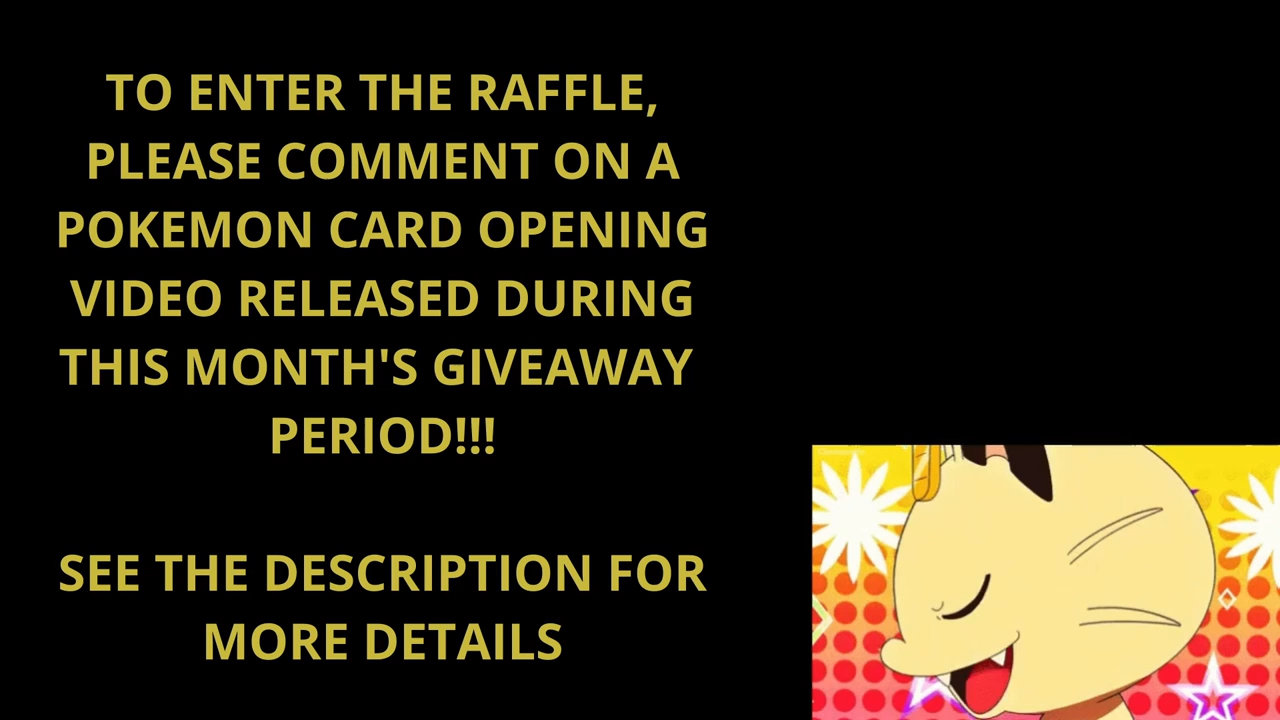 TO ENTER THE RAFFLE,
PLEASE COMMENT ON A
POKEMON CARD OPENING
VIDEO RELEASED DURING
THIS MONTH'S GIVEAWAY
PERIOD!!!
SEE THE DESCRIPTION FOR
MORE DETAILS